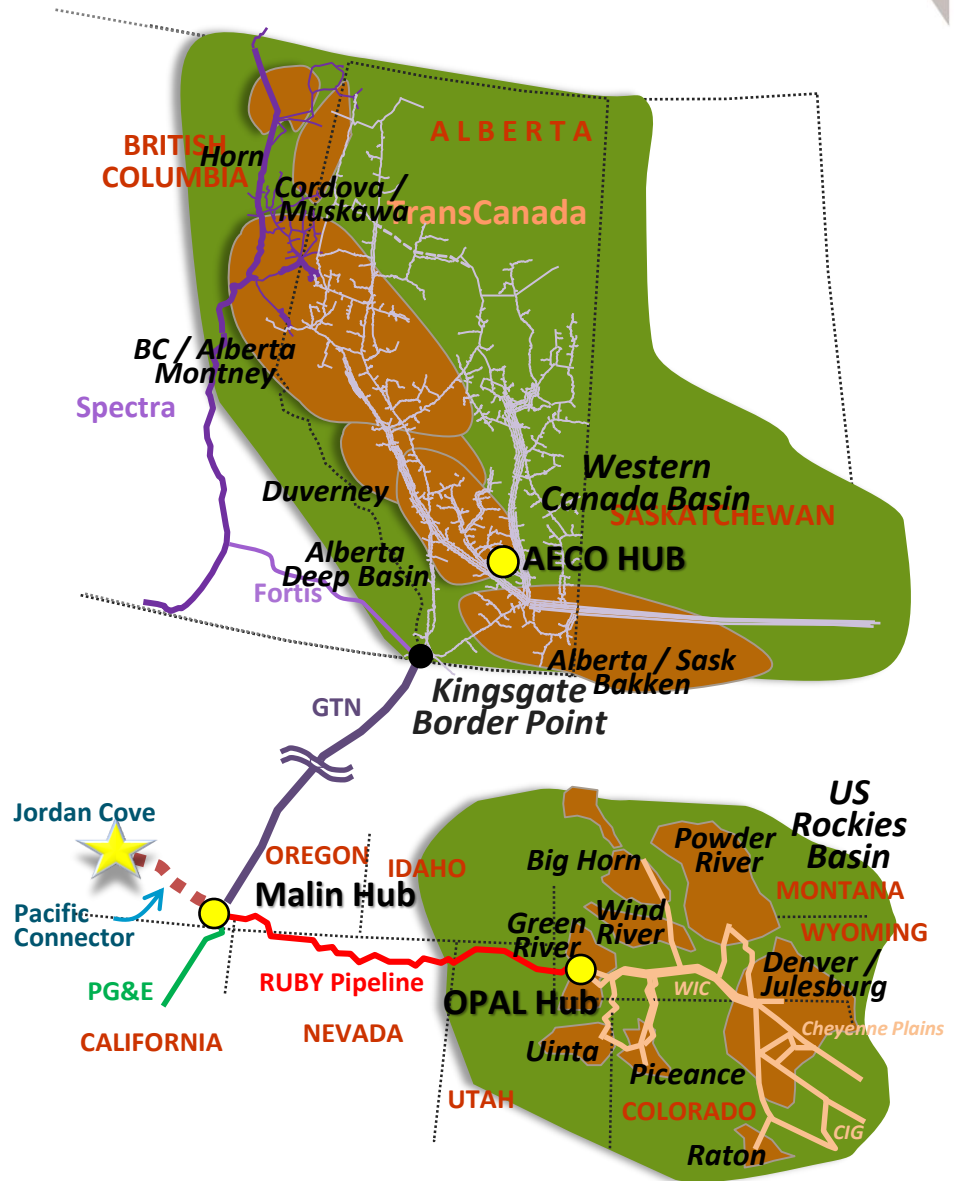 ALBERTA
BRITISH
COLUMBIA
Horn
Cordova /
Muskawa
TransCanada
BC / Alberta
Montney
Spectra
Western
Canada Basin
Duverney
SASKATCHEWAN
AECO HUB
Alberta
Deep Basin
Fortis
Alberta / Sask
Bakken
Kingsgate
Border Point
GTN
Jordan Cove
US
Rockies
Basin
Powder
River
OREGON
IDAHO
Big Horn
MONTANA
Malin Hub
Pacific
Connector
Green
River
Wind
River
WYOMING
Denver /
Julesburg
RUBY Pipeline
PG&E
OPAL Hub
WIC
NEVADA
CALIFORNIA
Cheyenne Plains
Uinta
Piceance
UTAH
COLORADO
CIG
Raton